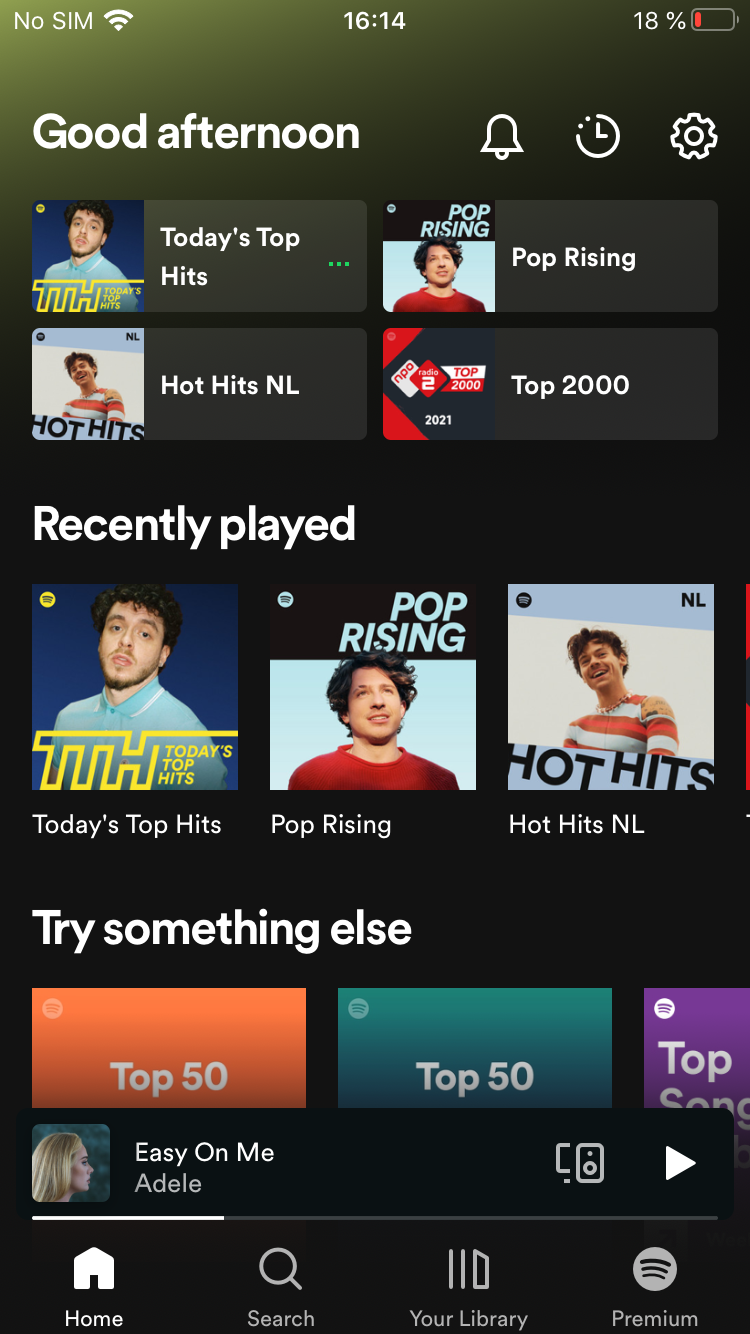 No SIM 16:14 18 %
Good afternoon
TTH TODAY'S TOP HITS
Today's Top
Hits
...
POP
RISING
Pop Rising
NL
HOT HITS
Hot Hits NL
npo radio 2 TOP 2000
2021
Top 2000
Recently played
TTH TODAY'S
TOP
HITS
POP
RISING
NL
HOT HITS
Today's Top Hits
Pop Rising
Hot Hits NL
Try something else
Top 50
Top 50
Top
Song
Easy On Me
Adele
Home
Search
Your Library
Premium